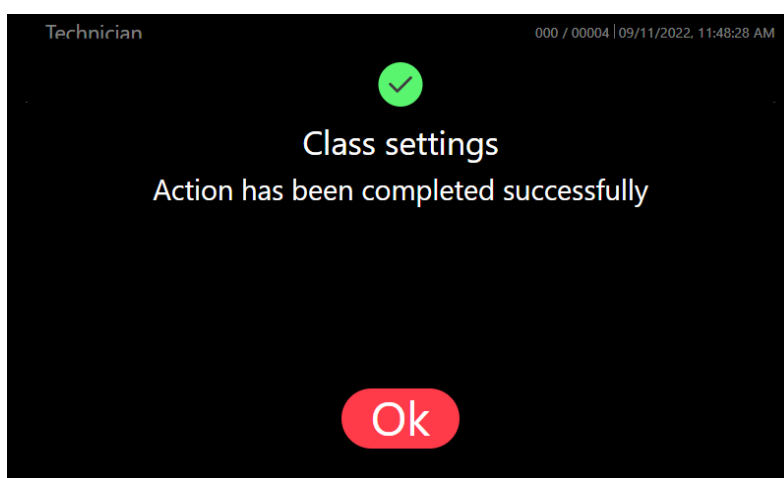 Technician
000 / 00004 | 09/11/2022, 11:48:28 AM
Class settings
Action has been completed successfully
Ok